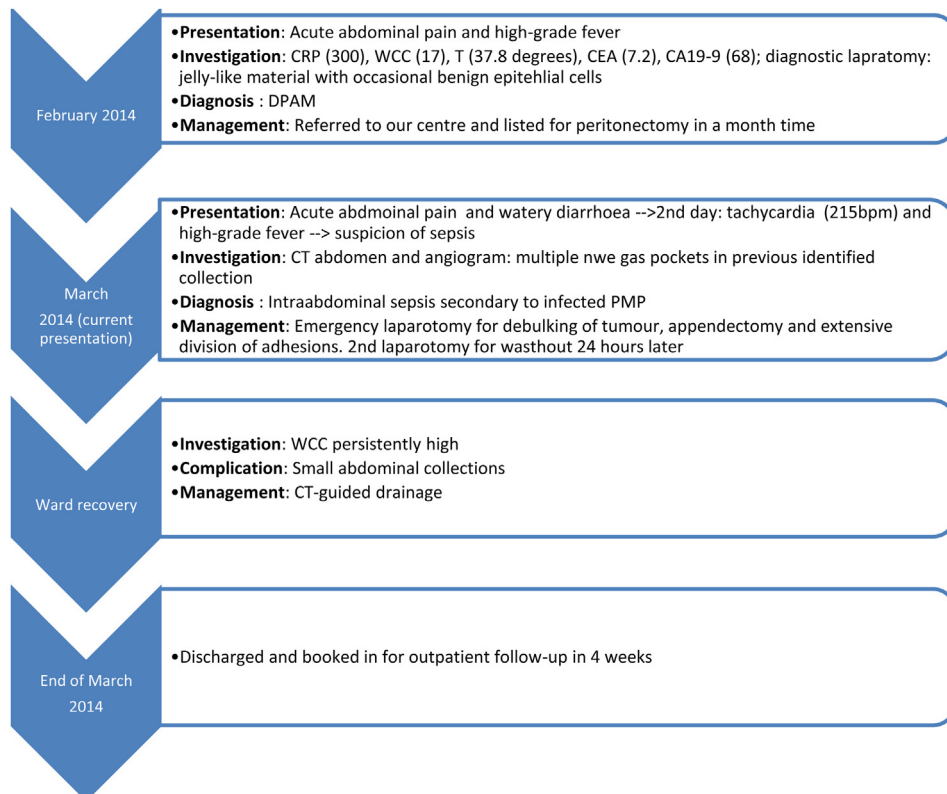 February 2014
•Presentation: Acute abdominal pain and high-grade fever
•Investigation: CRP (300), WCC (17), T (37.8 degrees), CEA (7.2), CA19-9 (68); diagnostic lapratomy:
jelly-like material with occasional benign epitehlial cells
•Diagnosis : DPAM
•Management: Referred to our centre and listed for peritonectomy in a month time
March
2014 (current
presentation)
•Presentation: Acute abdmoinal pain and watery diarrhoea -->2nd day: tachycardia (215bpm) and
high-grade fever --> suspicion of sepsis
•Investigation: CT abdomen and angiogram: multiple nwe gas pockets in previous identified
collection
•Diagnosis : Intraabdominal sepsis secondary to infected PMP
•Management: Emergency laparotomy for debulking of tumour, appendectomy and extensive
division of adhesions. 2nd laparotomy for wasthout 24 hours later
Ward recovery
•Investigation: WCC persistently high
•Complication: Small abdominal collections
•Management: CT-guided drainage
End of March
2014
•Discharged and booked in for outpatient follow-up in 4 weeks